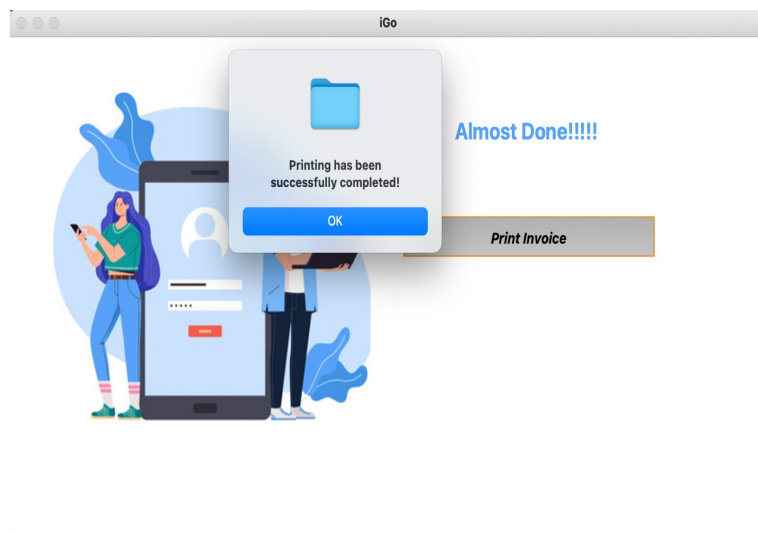 iGo
Printing has been
successfully completed!
OK
Almost Done!!!!!
Print Invoice